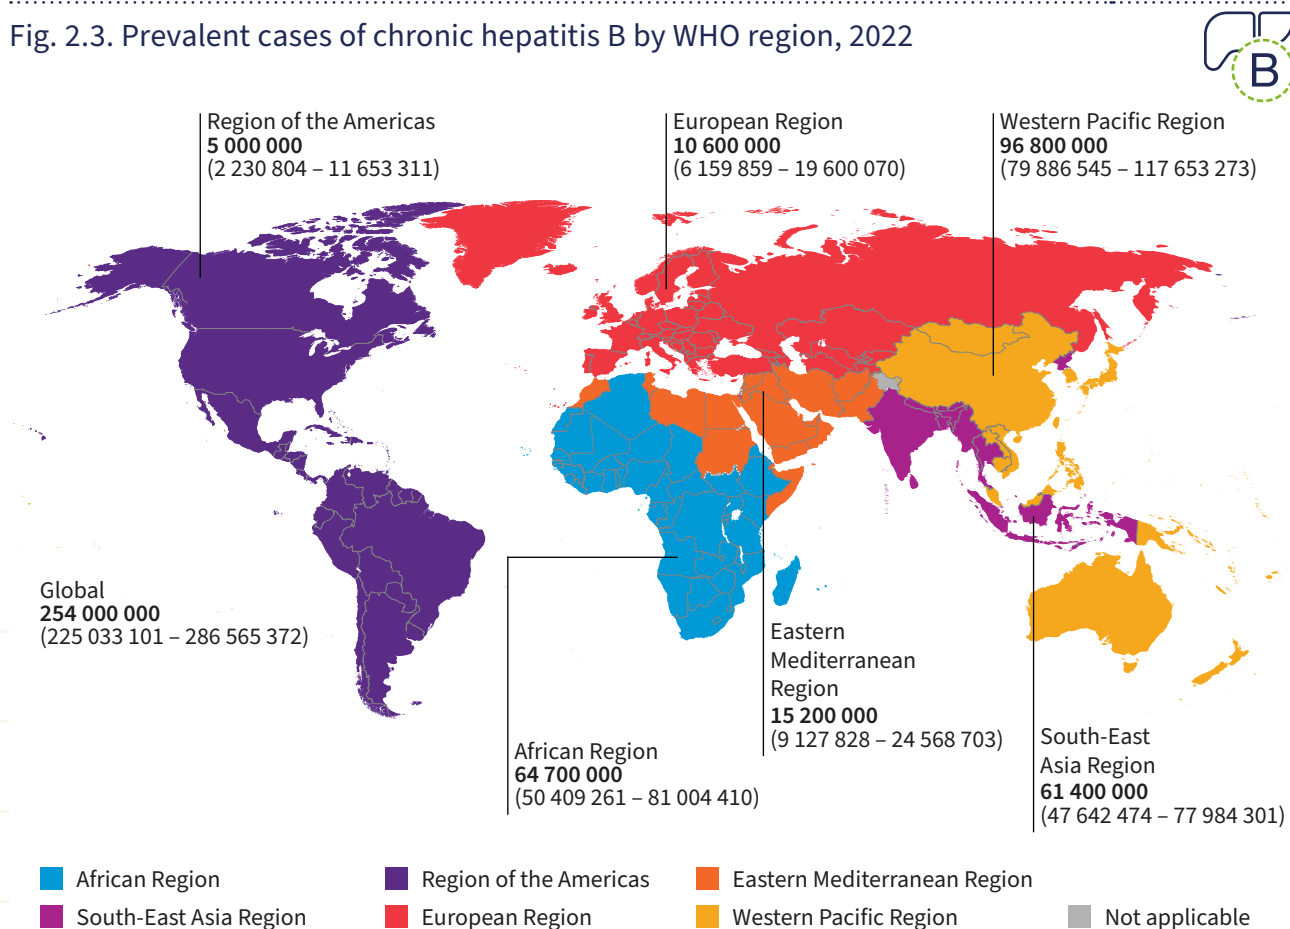 Fig. 2.3. Prevalent cases of chronic hepatitis B by WHO region, 2022
B
Region of the Americas
5 000 000
(2 230 804 – 11 653 311)
European Region
10 600 000
(6 159 859 – 19 600 070)
Western Pacific Region
96 800 000
(79 886 545 – 117 653 273)
Global
254 000 000
(225 033 101 – 286 565 372)
African Region
64 700 000
(50 409 261 – 81 004 410)
Eastern
Mediterranean
Region
15 200 000
(9 127 828 – 24 568 703)
South-East
Asia Region
61 400 000
(47 642 474 – 77 984 301)
African Region
Region of the Americas
Eastern Mediterranean Region
South-East Asia Region
European Region
Western Pacific Region
Not applicable